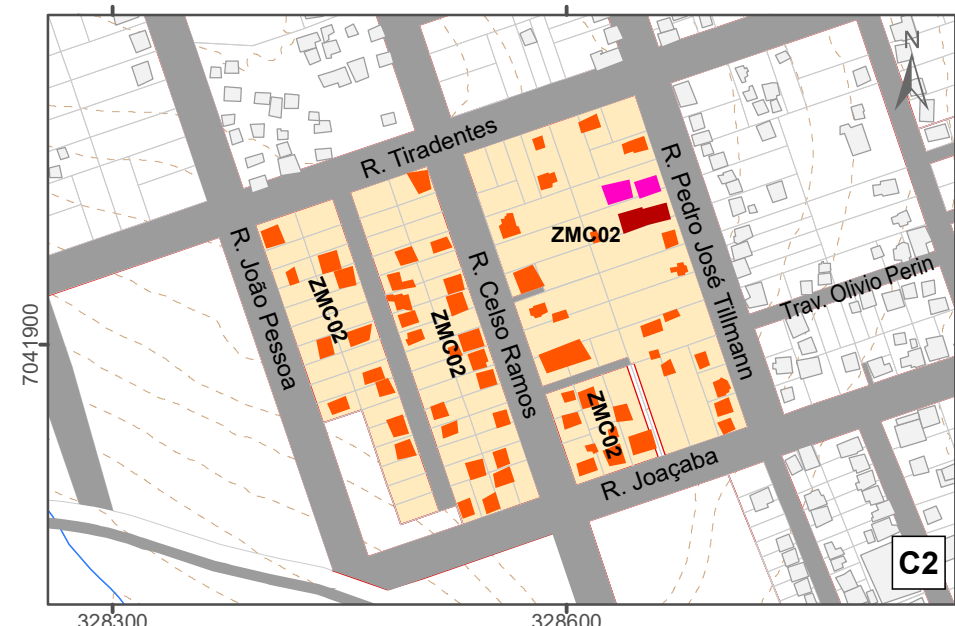 N
R. Tiradentes
R. Pedro José Tillmann
ZMC02
R. João Pessoa
R. Celso Ramos
ZMC02
Trav. Olivio Perin
ZMC02
7041900
ZMC02
R. Joaçaba
C2
328300
328600